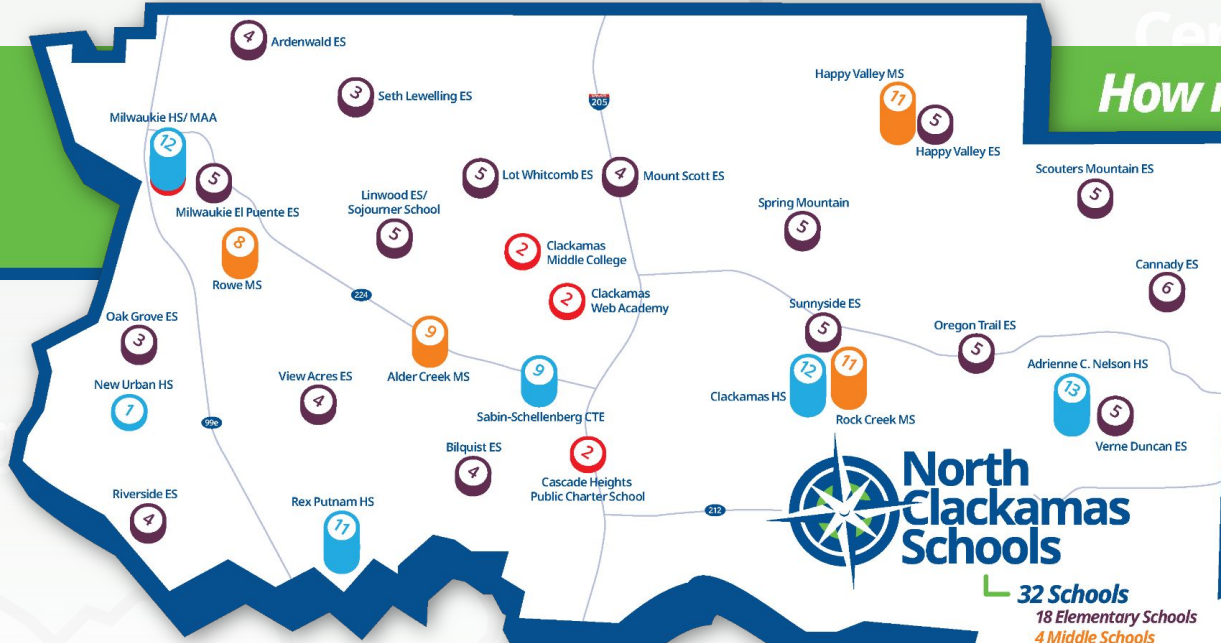 Cer
How
4
Ardenwald ES
3
Seth Lewelling ES
INTERSTATE
205
Happy Valley MS
11
5
Happy Valley ES
Milwaukie HS/ MAA
12
5
Milwaukie El Puente ES
Linwood ES/
Sojourner School
5
5
Lot Whitcomb ES
4
Mount Scott ES
Scouters Mountain ES
5
Spring Mountain
5
8
Rowe MS
2
Clackamas
Middle College
2
Clackamas
Web Academy
Cannady ES
6
224
Oak Grove ES
3
9
Alder Creek MS
Sunnyside ES
5
Oregon Trail ES
5
New Urban HS
1
View Acres ES
4
9
Sabin-Schellenberg CTE
Clackamas HS
12
11
Rock Creek MS
Adrienne C. Nelson HS
13
5
Verne Duncan ES
99e
Bilquist ES
4
2
Cascade Heights
Public Charter School
Riverside ES
4
Rex Putnam HS
11
212
North
Clackamas
Schools
32 Schools
18 Elementary Schools
4 Middle Schools